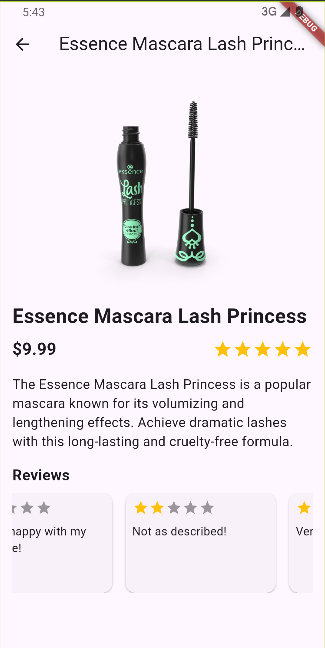 5:43
3G
DEBUG
Essence Mascara Lash Princ...
essence
Lash
Essence Mascara Lash Princess
$9.99
The Essence Mascara Lash Princess is a popular
mascara known for its volumizing and
lengthening effects. Achieve dramatic lashes
with this long-lasting and cruelty-free formula.
Reviews
happy with my
e!
Not as described!
Ver